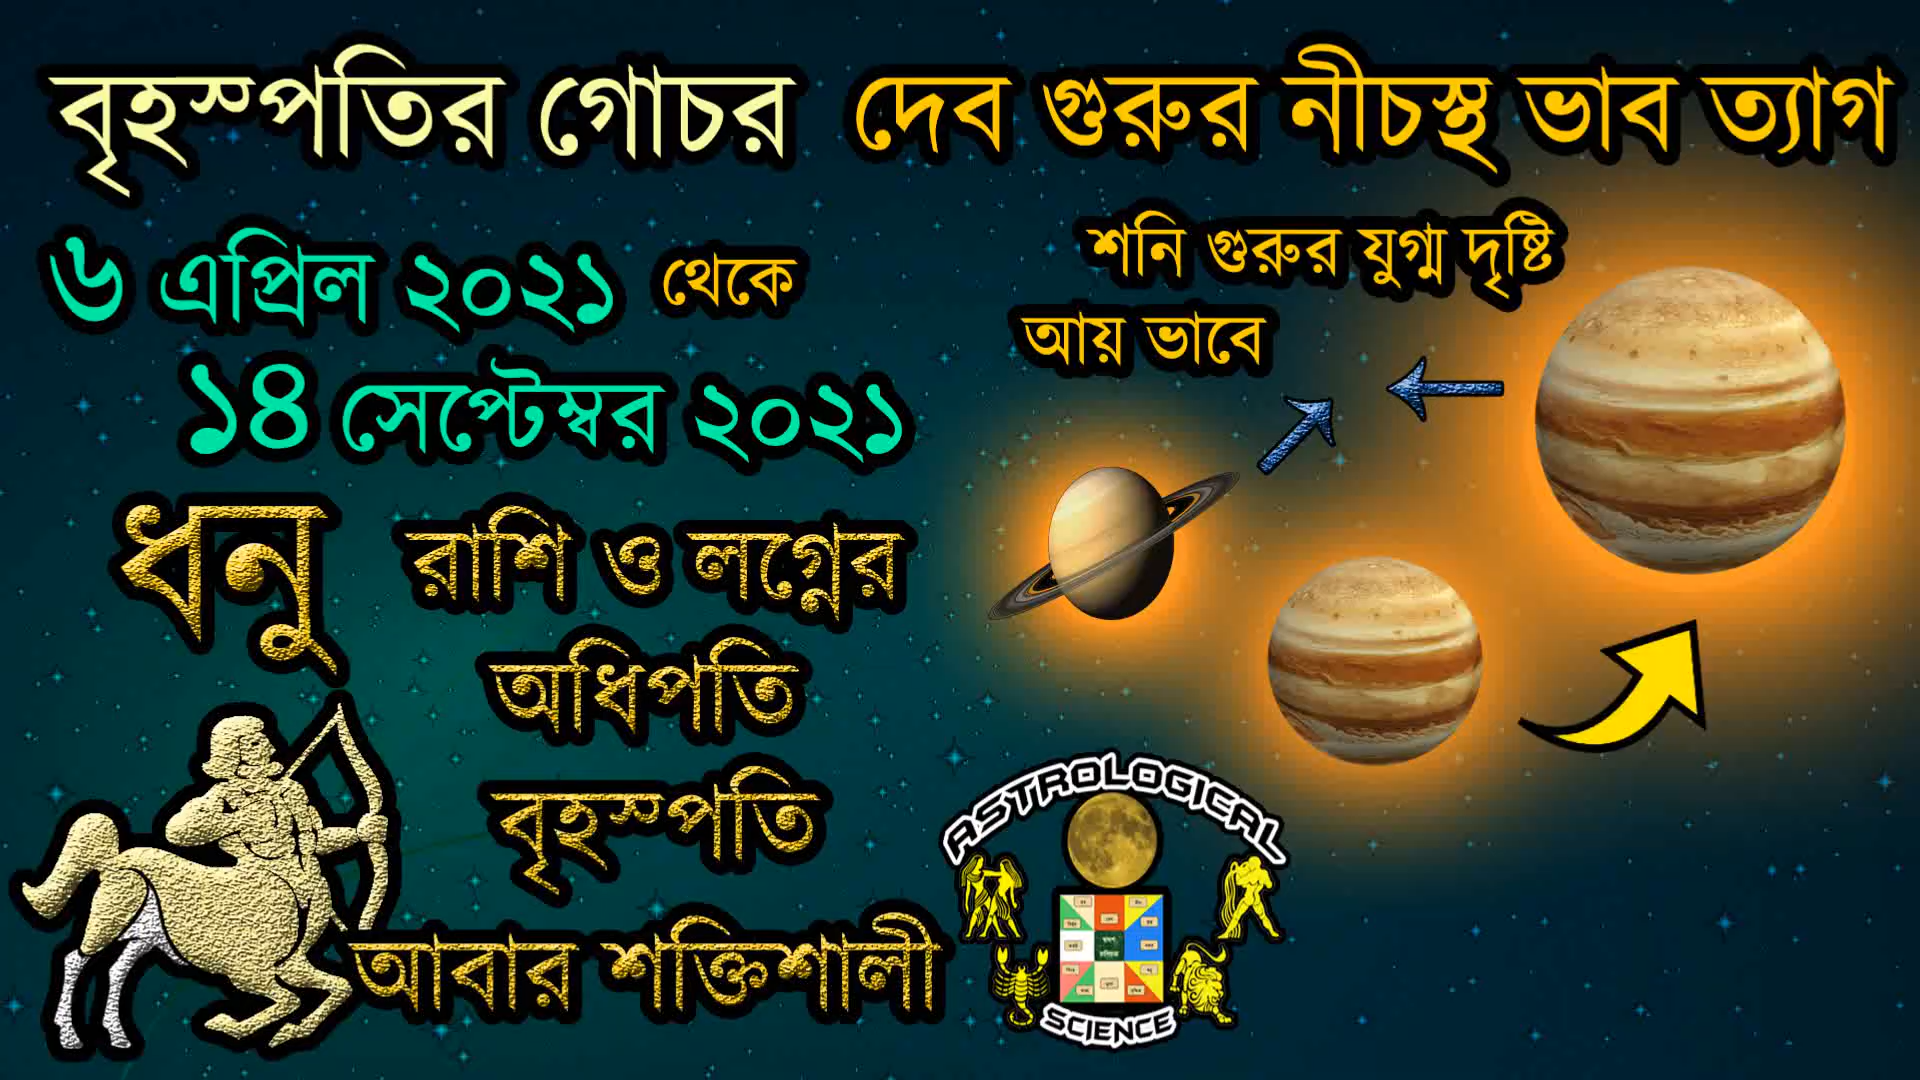 বৃহস্পতির গোচর দেব গুরুর নীচস্থ ভাব ত্যাগ
৬ এপ্রিল ২০২১ থেকে
১৪ সেপ্টেম্বর ২০২১
শনি গুরুর যুগ্ম দৃষ্টি
আয় ভাবে
ধনু রাশি ও লগ্নের
অধিপতি
বৃহস্পতি
আবার শক্তিশালী
ASTROLOGICAL
SCIENCE